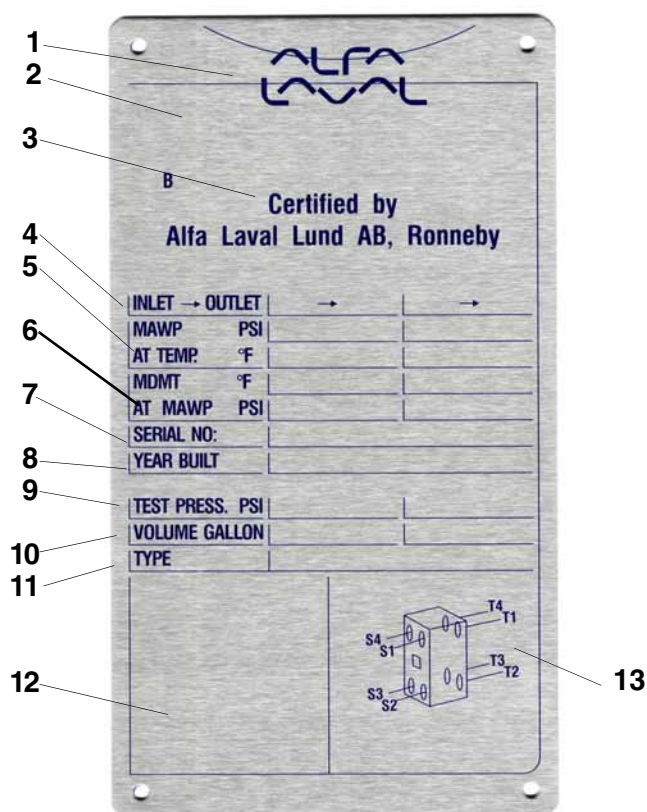 1
ALFA
LAVAL
2
3
B
Certified by
Alfa Laval Lund AB, Ronneby
4
INLET → OUTLET → →
5
MAWP PSI
AT TEMP. °F
6
MDMT °F
AT MAWP PSI
7
SERIAL NO:
8
YEAR BUILT
9
TEST PRESS. PSI
10
VOLUME GALLON
11
TYPE
T4
T1
S4
S1
T3
T2
S3
S2
12
13